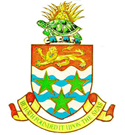 HE HATH FOUNDED IT UPON THE SEAS